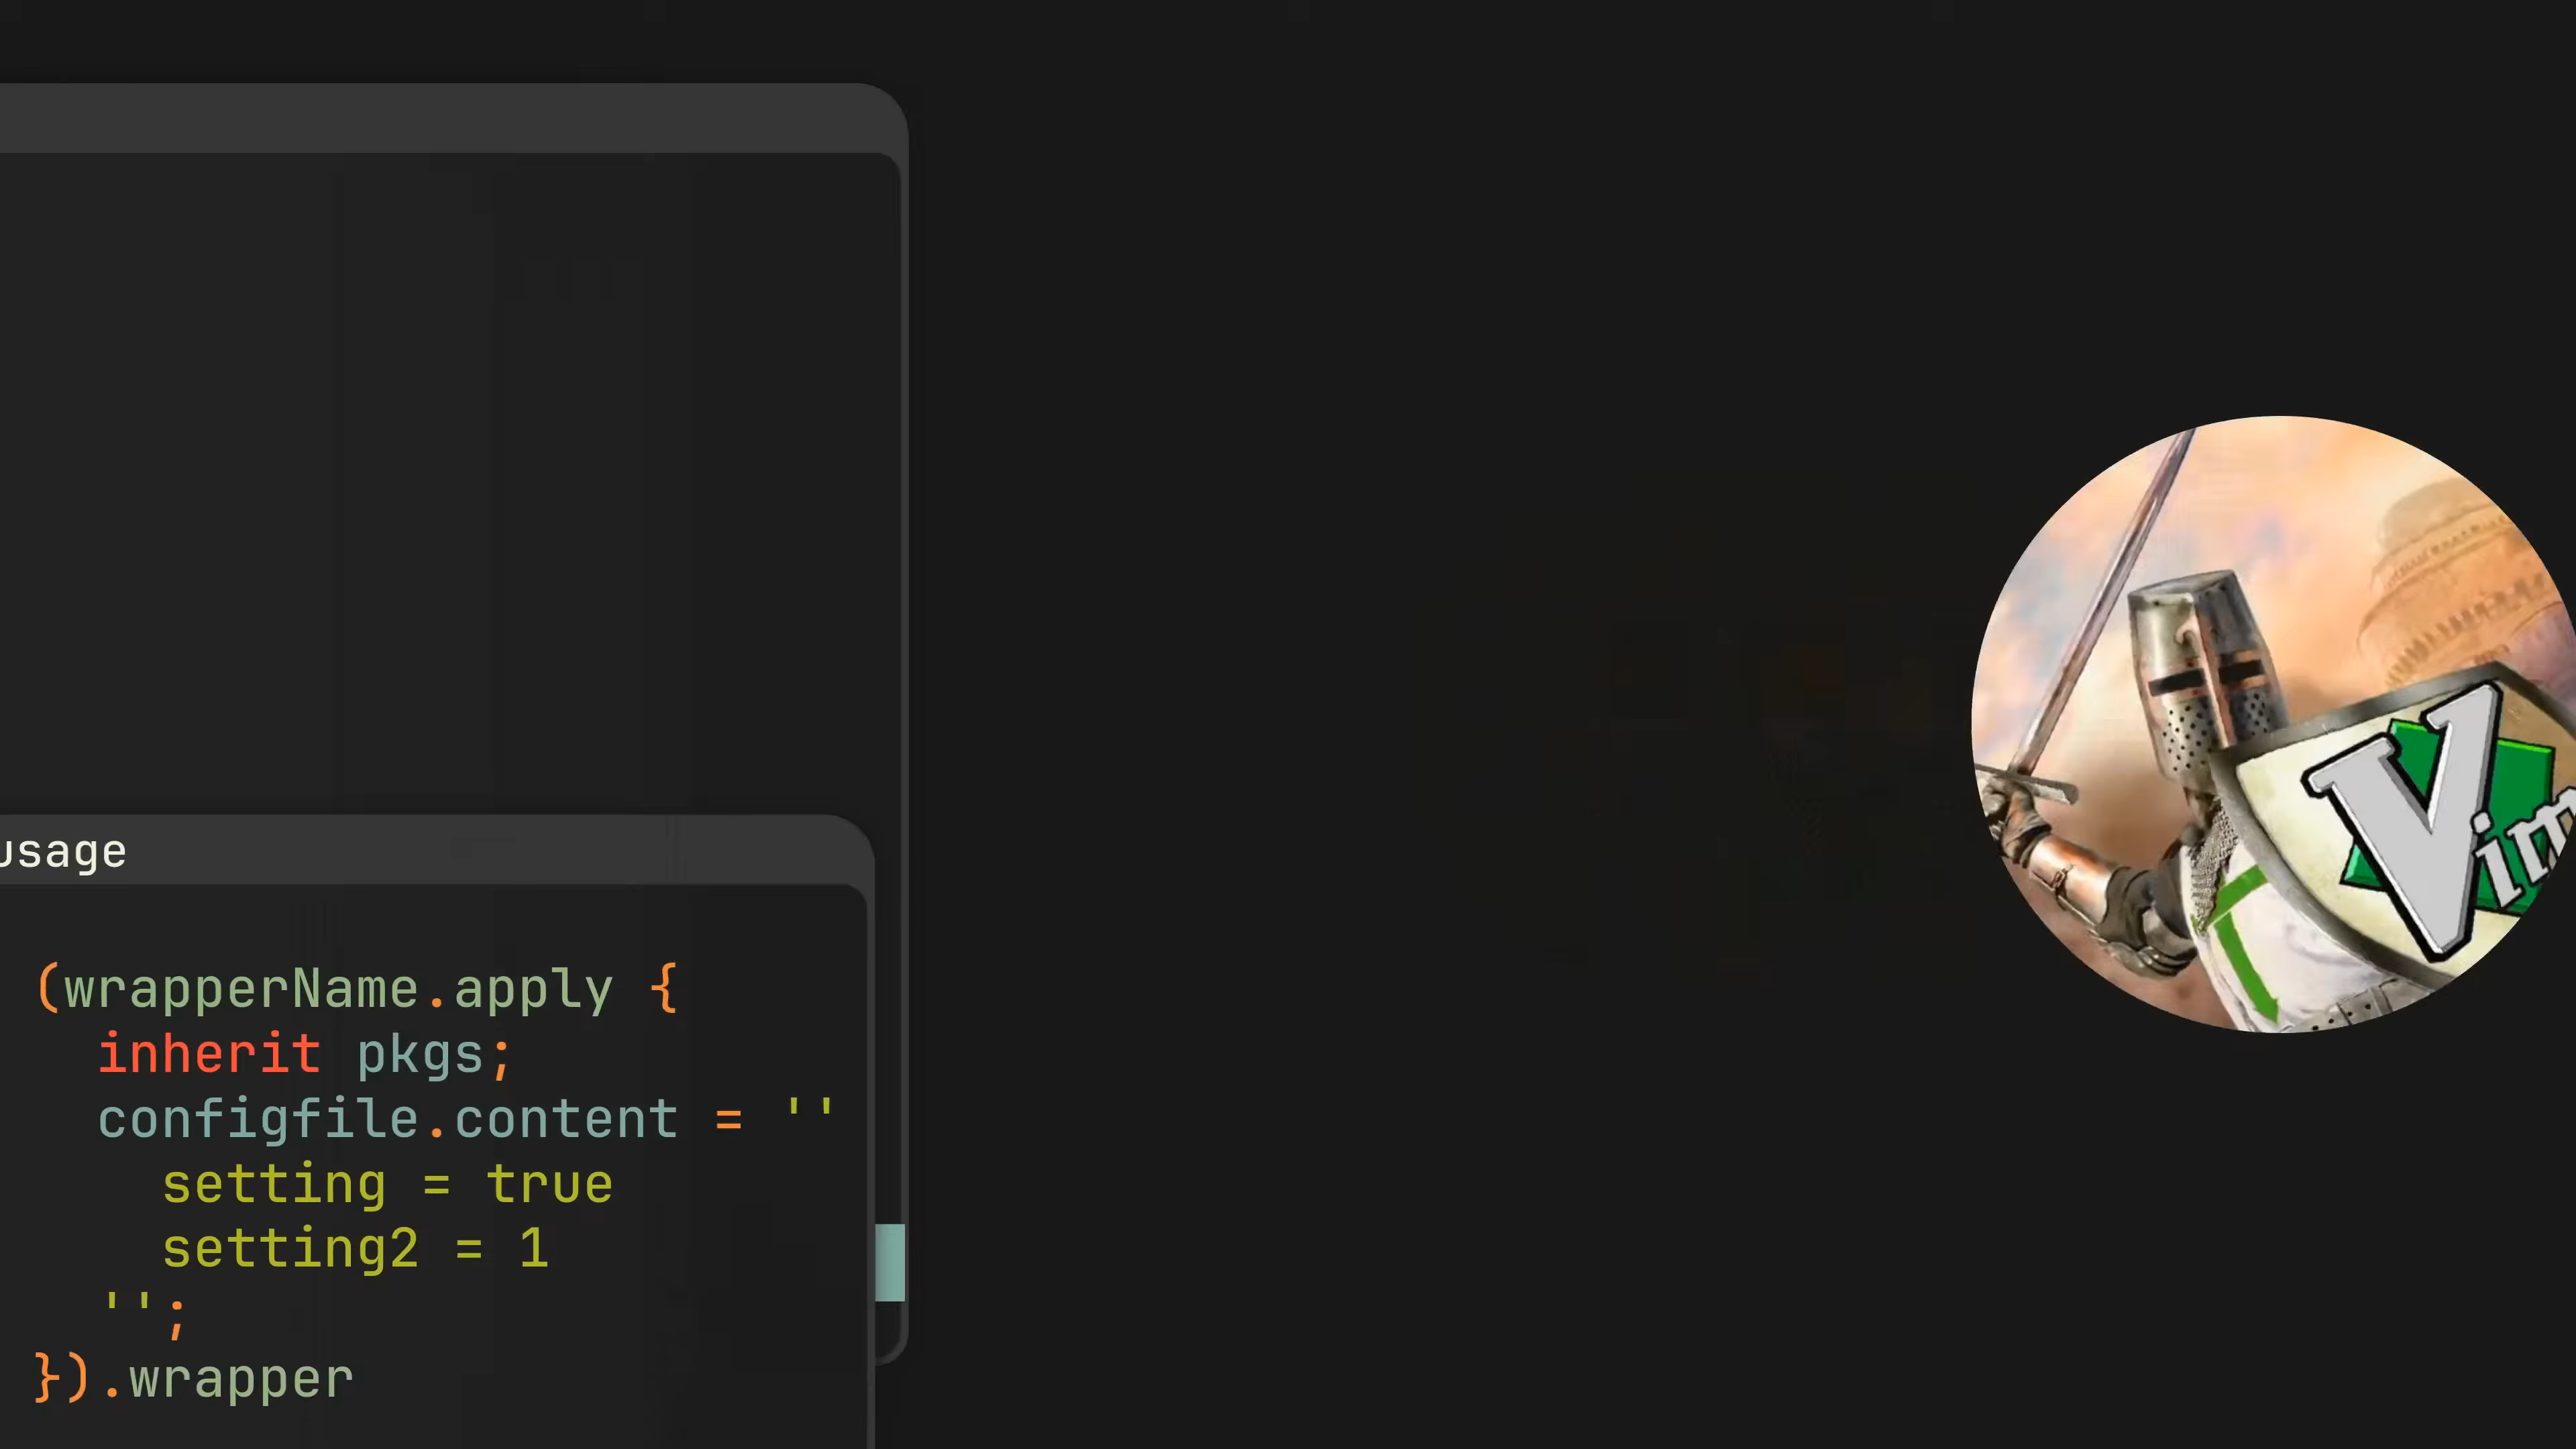 usage
(wrapperName.apply {
  inherit pkgs;
  configfile.content = ''
    setting = true
    setting2 = 1
  '';
}).wrapper
Vim